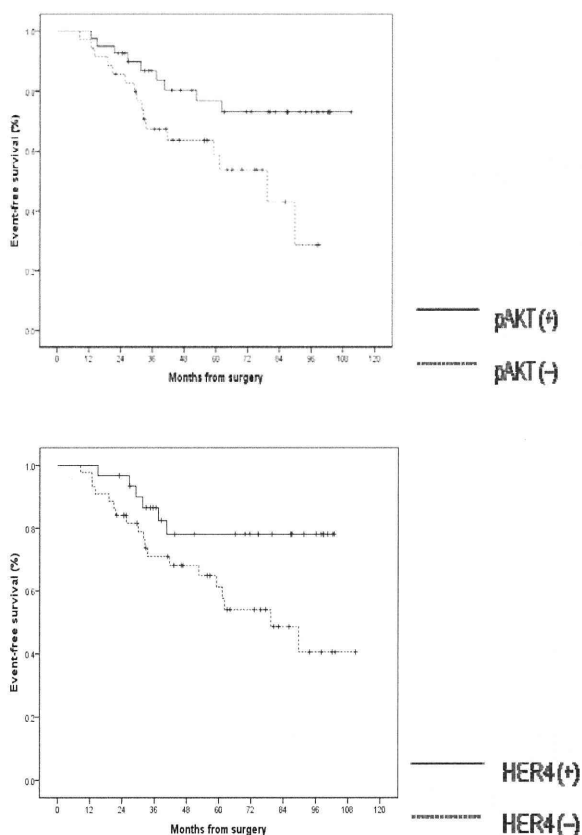 Event-free survival (%)
1.0
0.8
0.6
0.4
0.2
0.0
0 12 24 36 48 60 72 84 96 108 120
Months from surgery
pAKT (+)
pAKT (-)
Event-free survival (%)
1.0
0.8
0.6
0.4
0.2
0.0
0 12 24 36 48 60 72 84 96 108 120
Months from surgery
HER4 (+)
HER4 (-)